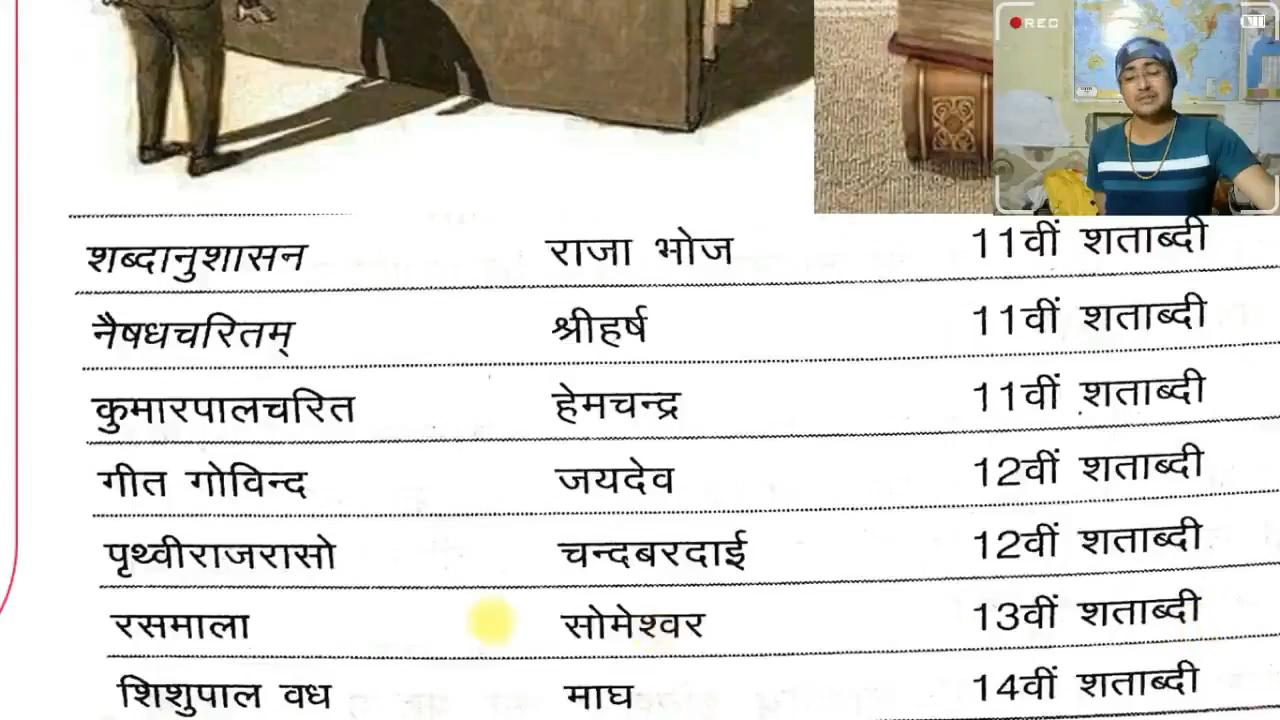 REC
शब्दानुशासन राजा भोज 11वीं शताब्दी
नैषधचरितम् श्रीहर्ष 11वीं शताब्दी
कुमारपालचरित हेमचन्द्र 11वीं शताब्दी
गीत गोविन्द जयदेव 12वीं शताब्दी
पृथ्वीराजरासो चन्दबरदाई 12वीं शताब्दी
रसमाला सोमेश्वर 13वीं शताब्दी
शिशुपाल वध माघ 14वीं शताब्दी